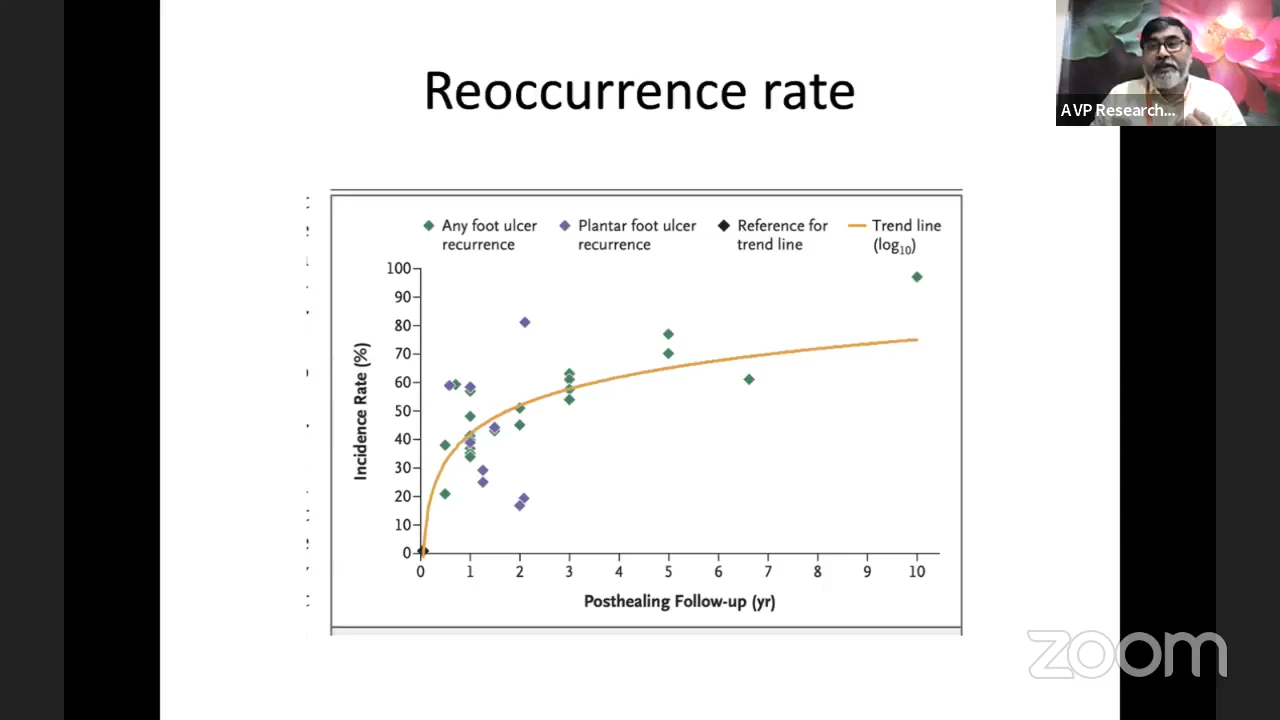 Reoccurrence rate
AVP Research...
Any foot ulcer recurrence
Plantar foot ulcer recurrence
Reference for trend line
Trend line (log10)
100
90
80
70
60
50
40
30
20
10
0
Incidence Rate (%)
0 1 2 3 4 5 6 7 8 9 10
Posthealing Follow-up (yr)
zoom